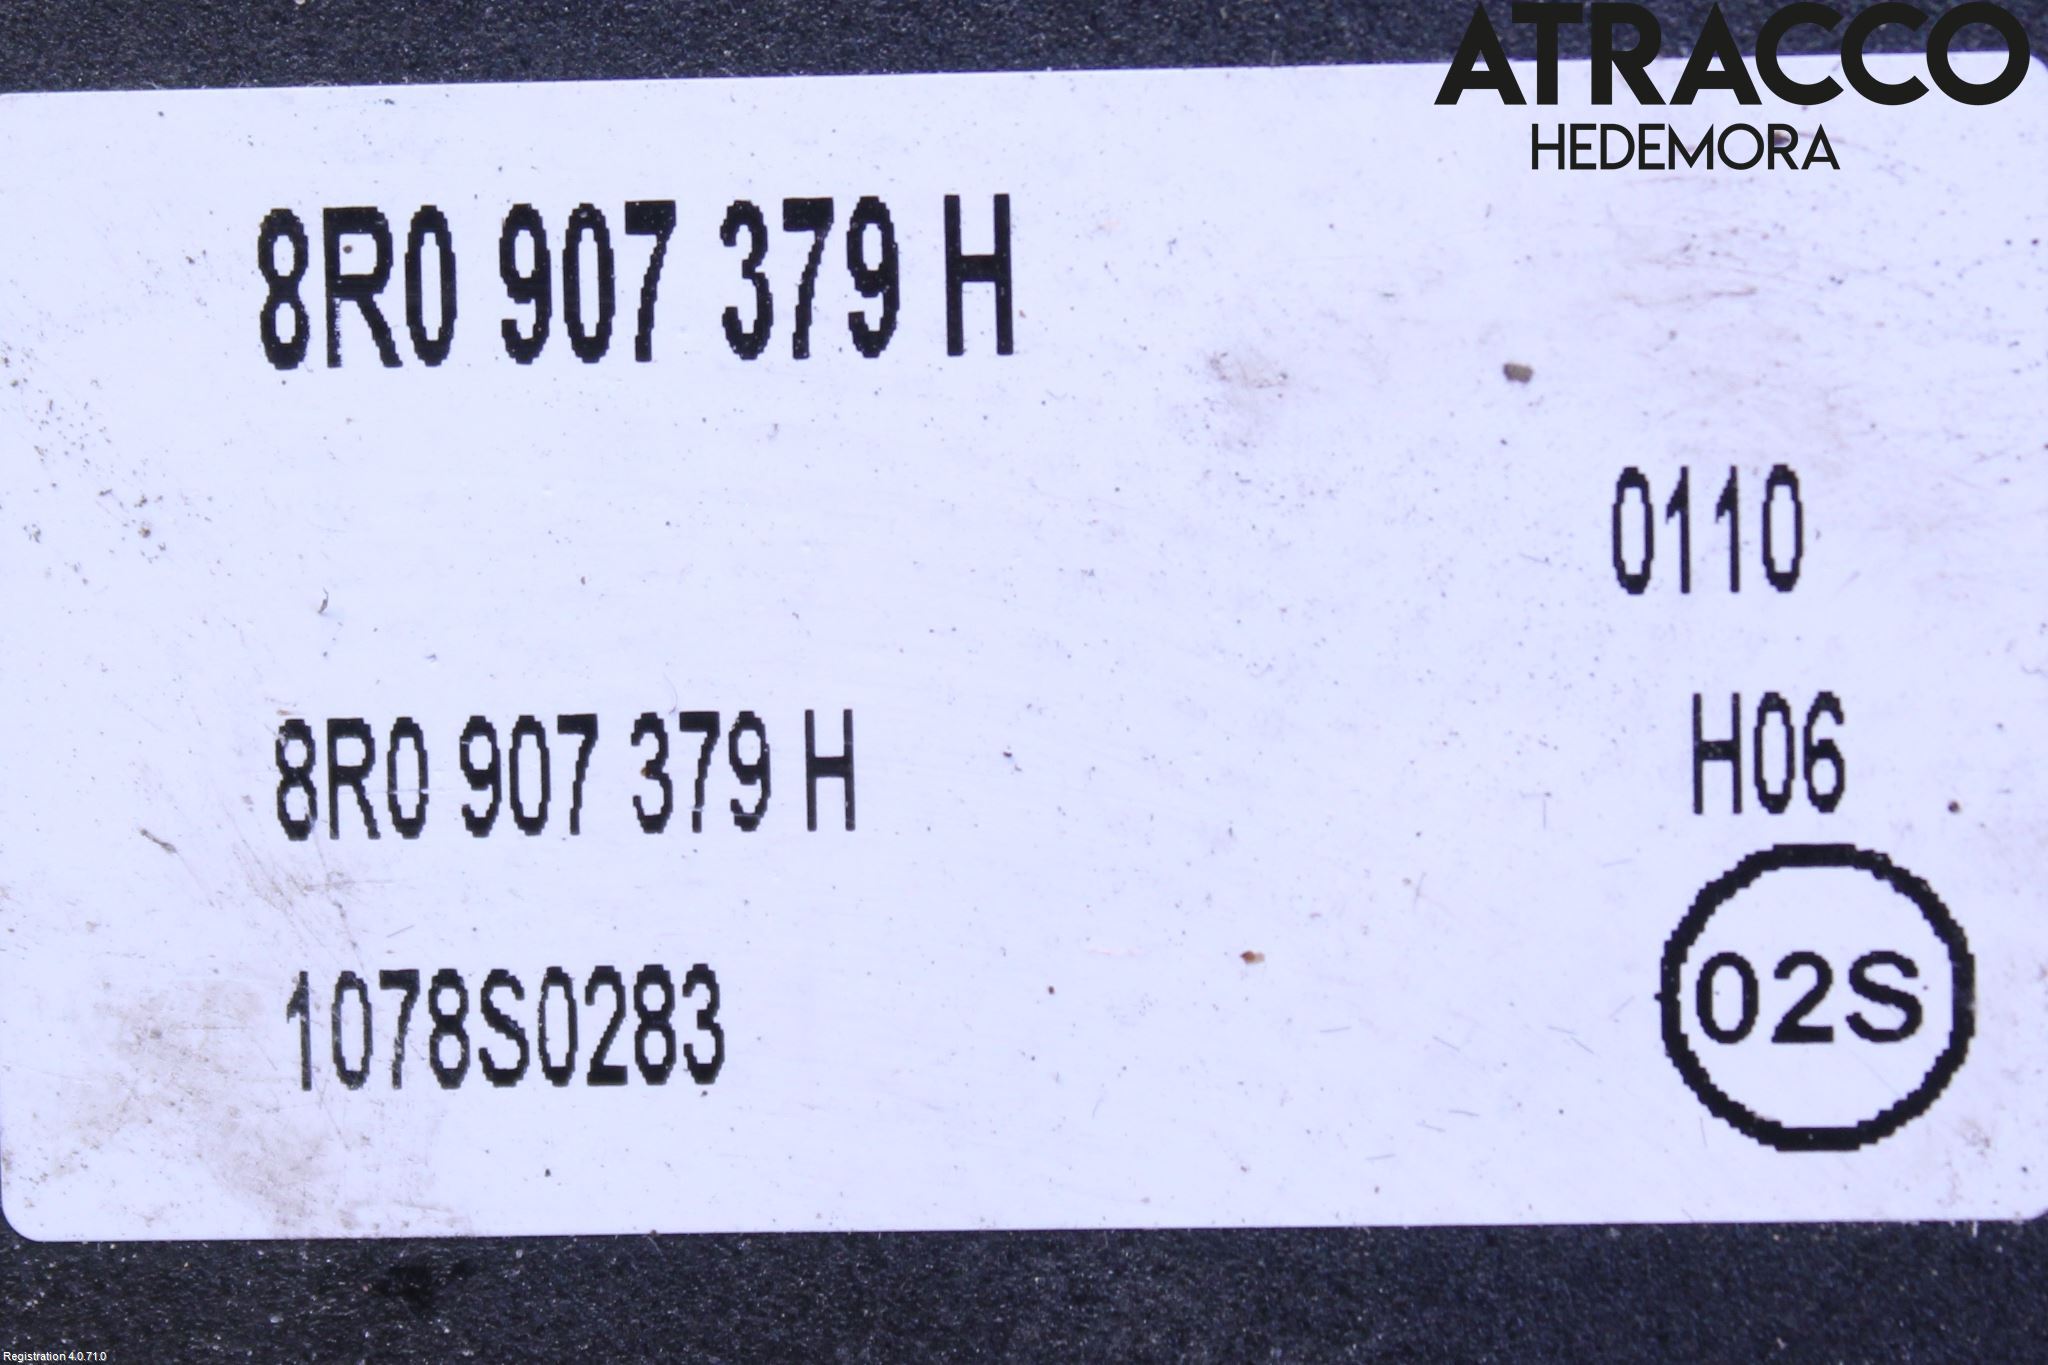 ATRACCO
HEDEMORA
8R0 907 379 H
0110
8R0 907 379 H
H06
1078S0283
02S
Registration 4.0.71.0